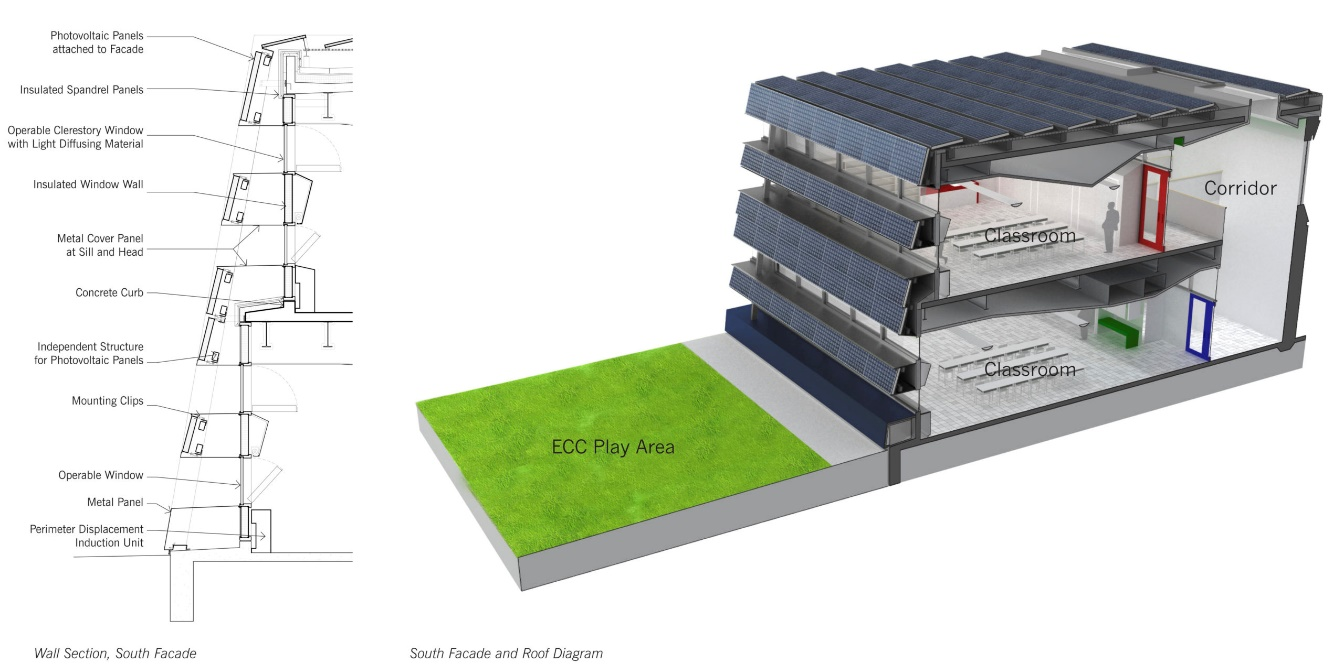 Photovoltaic Panels
attached to Facade
Insulated Spandrel Panels
Operable Clerestory Window
with Light Diffusing Material
Insulated Window Wall
Metal Cover Panel
at Sill and Head
Concrete Curb
Independent Structure
for Photovoltaic Panels
Mounting Clips
Operable Window
Metal Panel
Perimeter Displacement
Induction Unit
Wall Section, South Facade
Corridor
Classroom
Classroom
ECC Play Area
South Facade and Roof Diagram